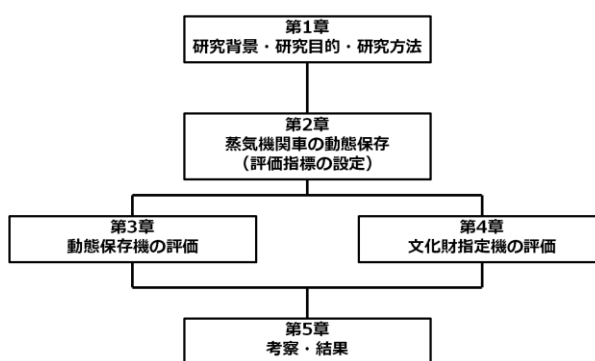 第1章
研究背景・研究目的・研究方法
第2章
蒸気機関車の動態保存
（評価指標の設定）
第3章
動態保存機の評価
第4章
文化財指定機の評価
第5章
考察・結果